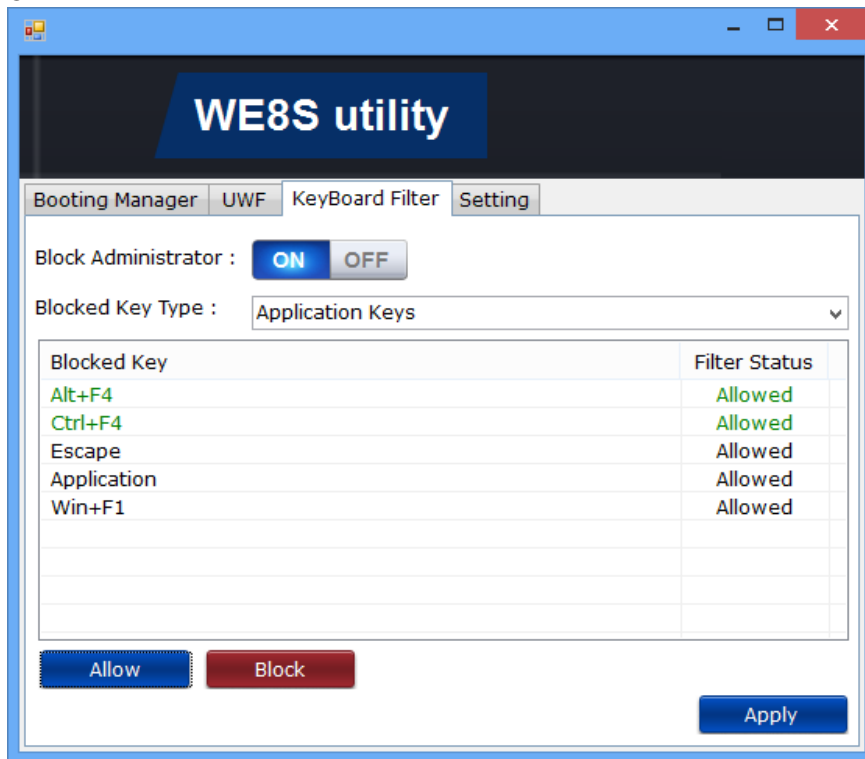 WE8S utility
Booting Manager UWF KeyBoard Filter Setting
Block Administrator : ON OFF
Blocked Key Type : Application Keys
Blocked Key Filter Status
Alt+F4 Allowed
Ctrl+F4 Allowed
Escape Allowed
Application Allowed
Win+F1 Allowed
Allow Block
Apply